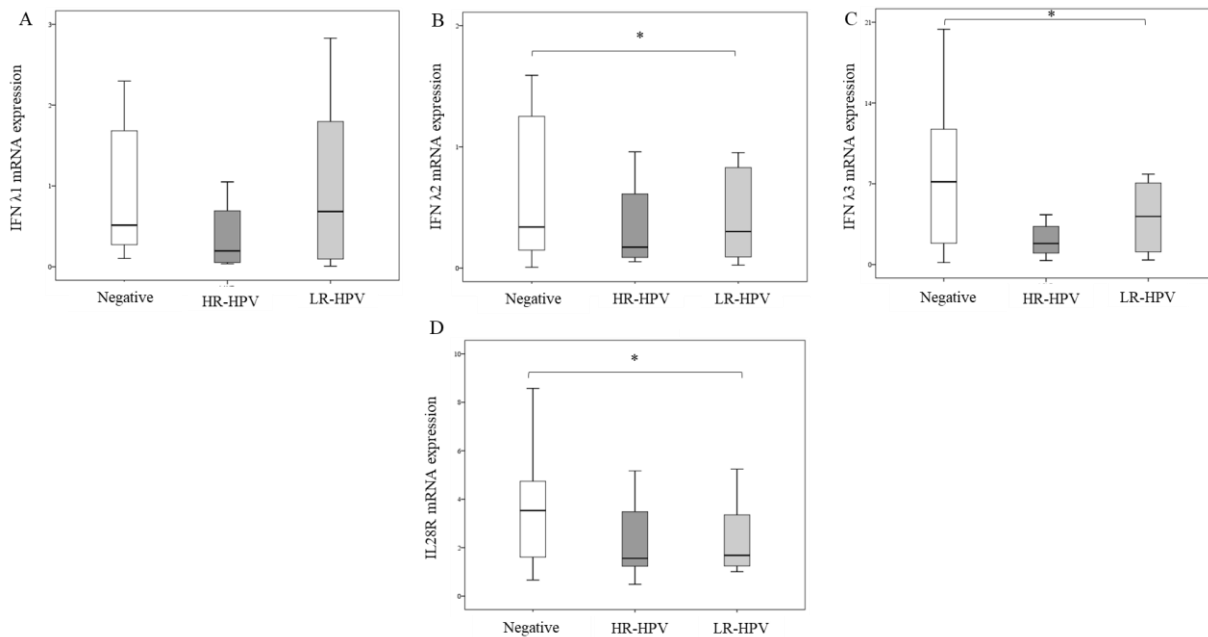 A
IFN λ1 mRNA expression
3
2
1
0
Negative
HR-HPV
LR-HPV
B
IFN λ2 mRNA expression
2
1
0
*
Negative
HR-HPV
LR-HPV
C
IFN λ3 mRNA expression
21
14
7
0
*
Negative
HR-HPV
LR-HPV
D
IL28R mRNA expression
10
8
6
4
2
0
*
Negative
HR-HPV
LR-HPV